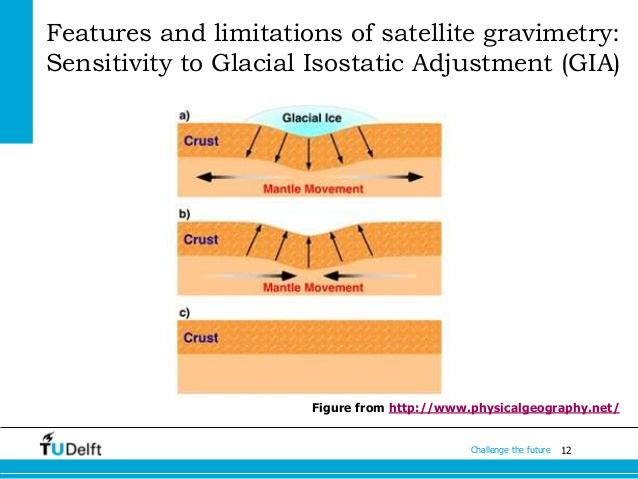 Features and limitations of satellite gravimetry:
Sensitivity to Glacial Isostatic Adjustment (GIA)
a)
Glacial Ice
Crust
Mantle Movement
b)
Crust
Mantle Movement
c)
Crust
Figure from http://www.physicalgeography.net/
TUDelft
Challenge the future 12